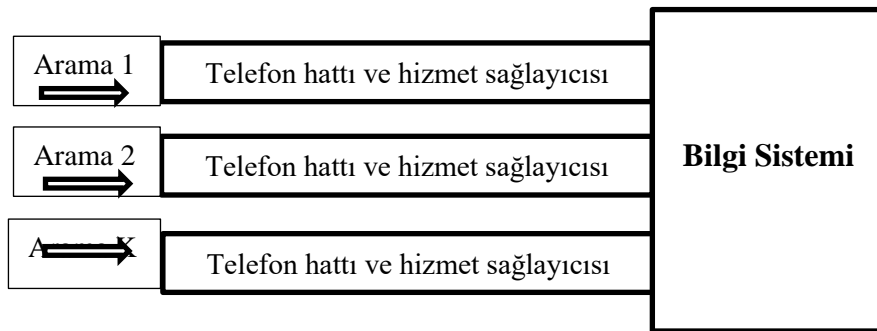 Arama 1
Telefon hattı ve hizmet sağlayıcısı
Arama 2
Telefon hattı ve hizmet sağlayıcısı
Bilgi Sistemi
Arama X
Telefon hattı ve hizmet sağlayıcısı